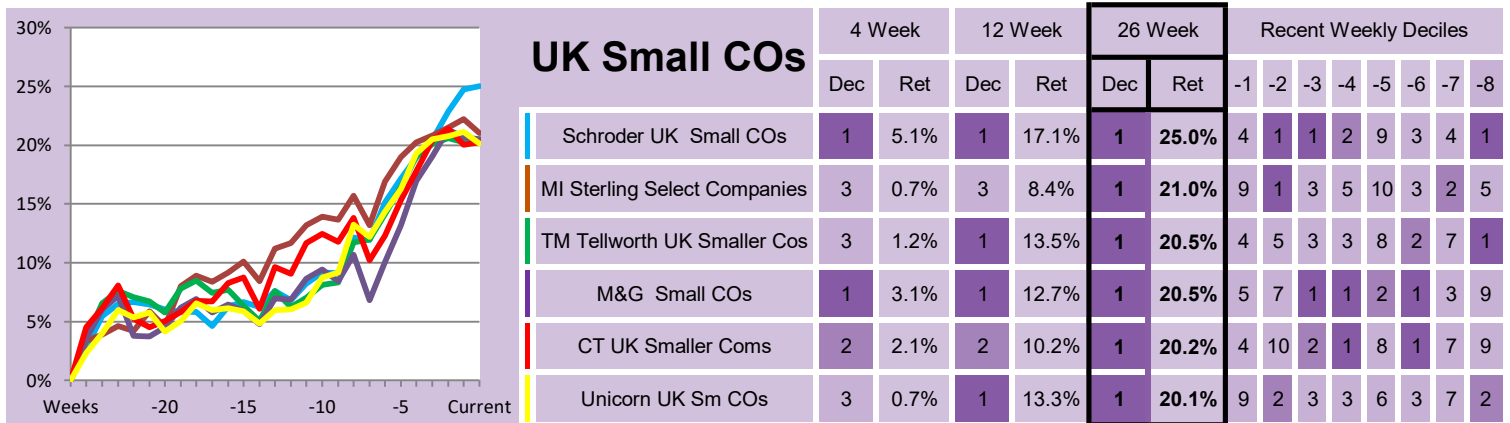 30%
25%
20%
15%
10%
5%
0%
Weeks -20 -15 -10 -5 Current
UK Small COs
4 Week 12 Week 26 Week Recent Weekly Deciles
Dec Ret Dec Ret Dec Ret -1 -2 -3 -4 -5 -6 -7 -8
Schroder UK Small COs 1 5.1% 1 17.1% 1 25.0% 4 1 1 2 9 3 4 1
MI Sterling Select Companies 3 0.7% 3 8.4% 1 21.0% 9 1 3 5 10 3 2 5
TM Tellworth UK Smaller Cos 3 1.2% 1 13.5% 1 20.5% 4 5 3 3 8 2 7 1
M&G Small COs 1 3.1% 1 12.7% 1 20.5% 5 7 1 1 2 1 3 9
CT UK Smaller Coms 2 2.1% 2 10.2% 1 20.2% 4 10 2 1 8 1 7 9
Unicorn UK Sm COs 3 0.7% 1 13.3% 1 20.1% 9 2 3 3 6 3 7 2